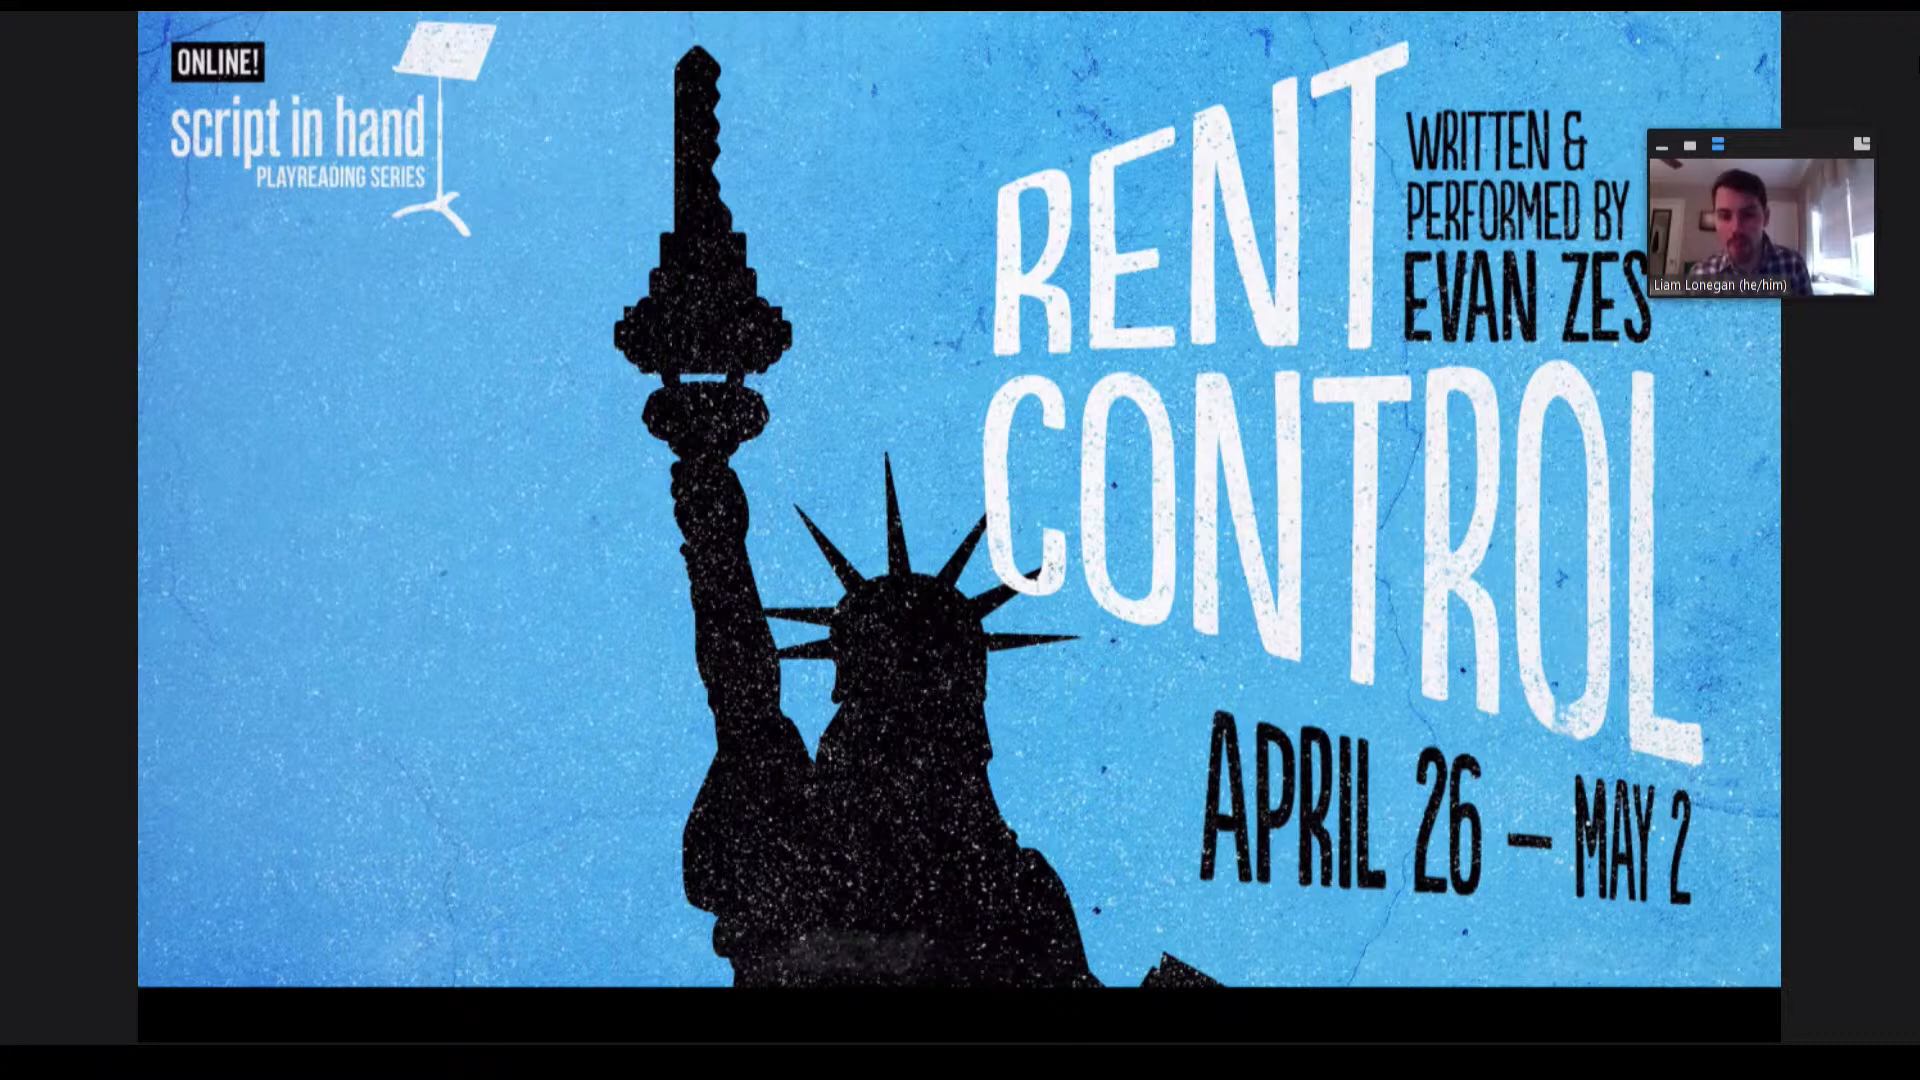 ONLINE!
script in hand
PLAYREADING SERIES
RENT
CONTROL
WRITTEN &
PERFORMED BY
EVAN ZES
APRIL 26 – MAY 2
Liam Lonegan (he/him)